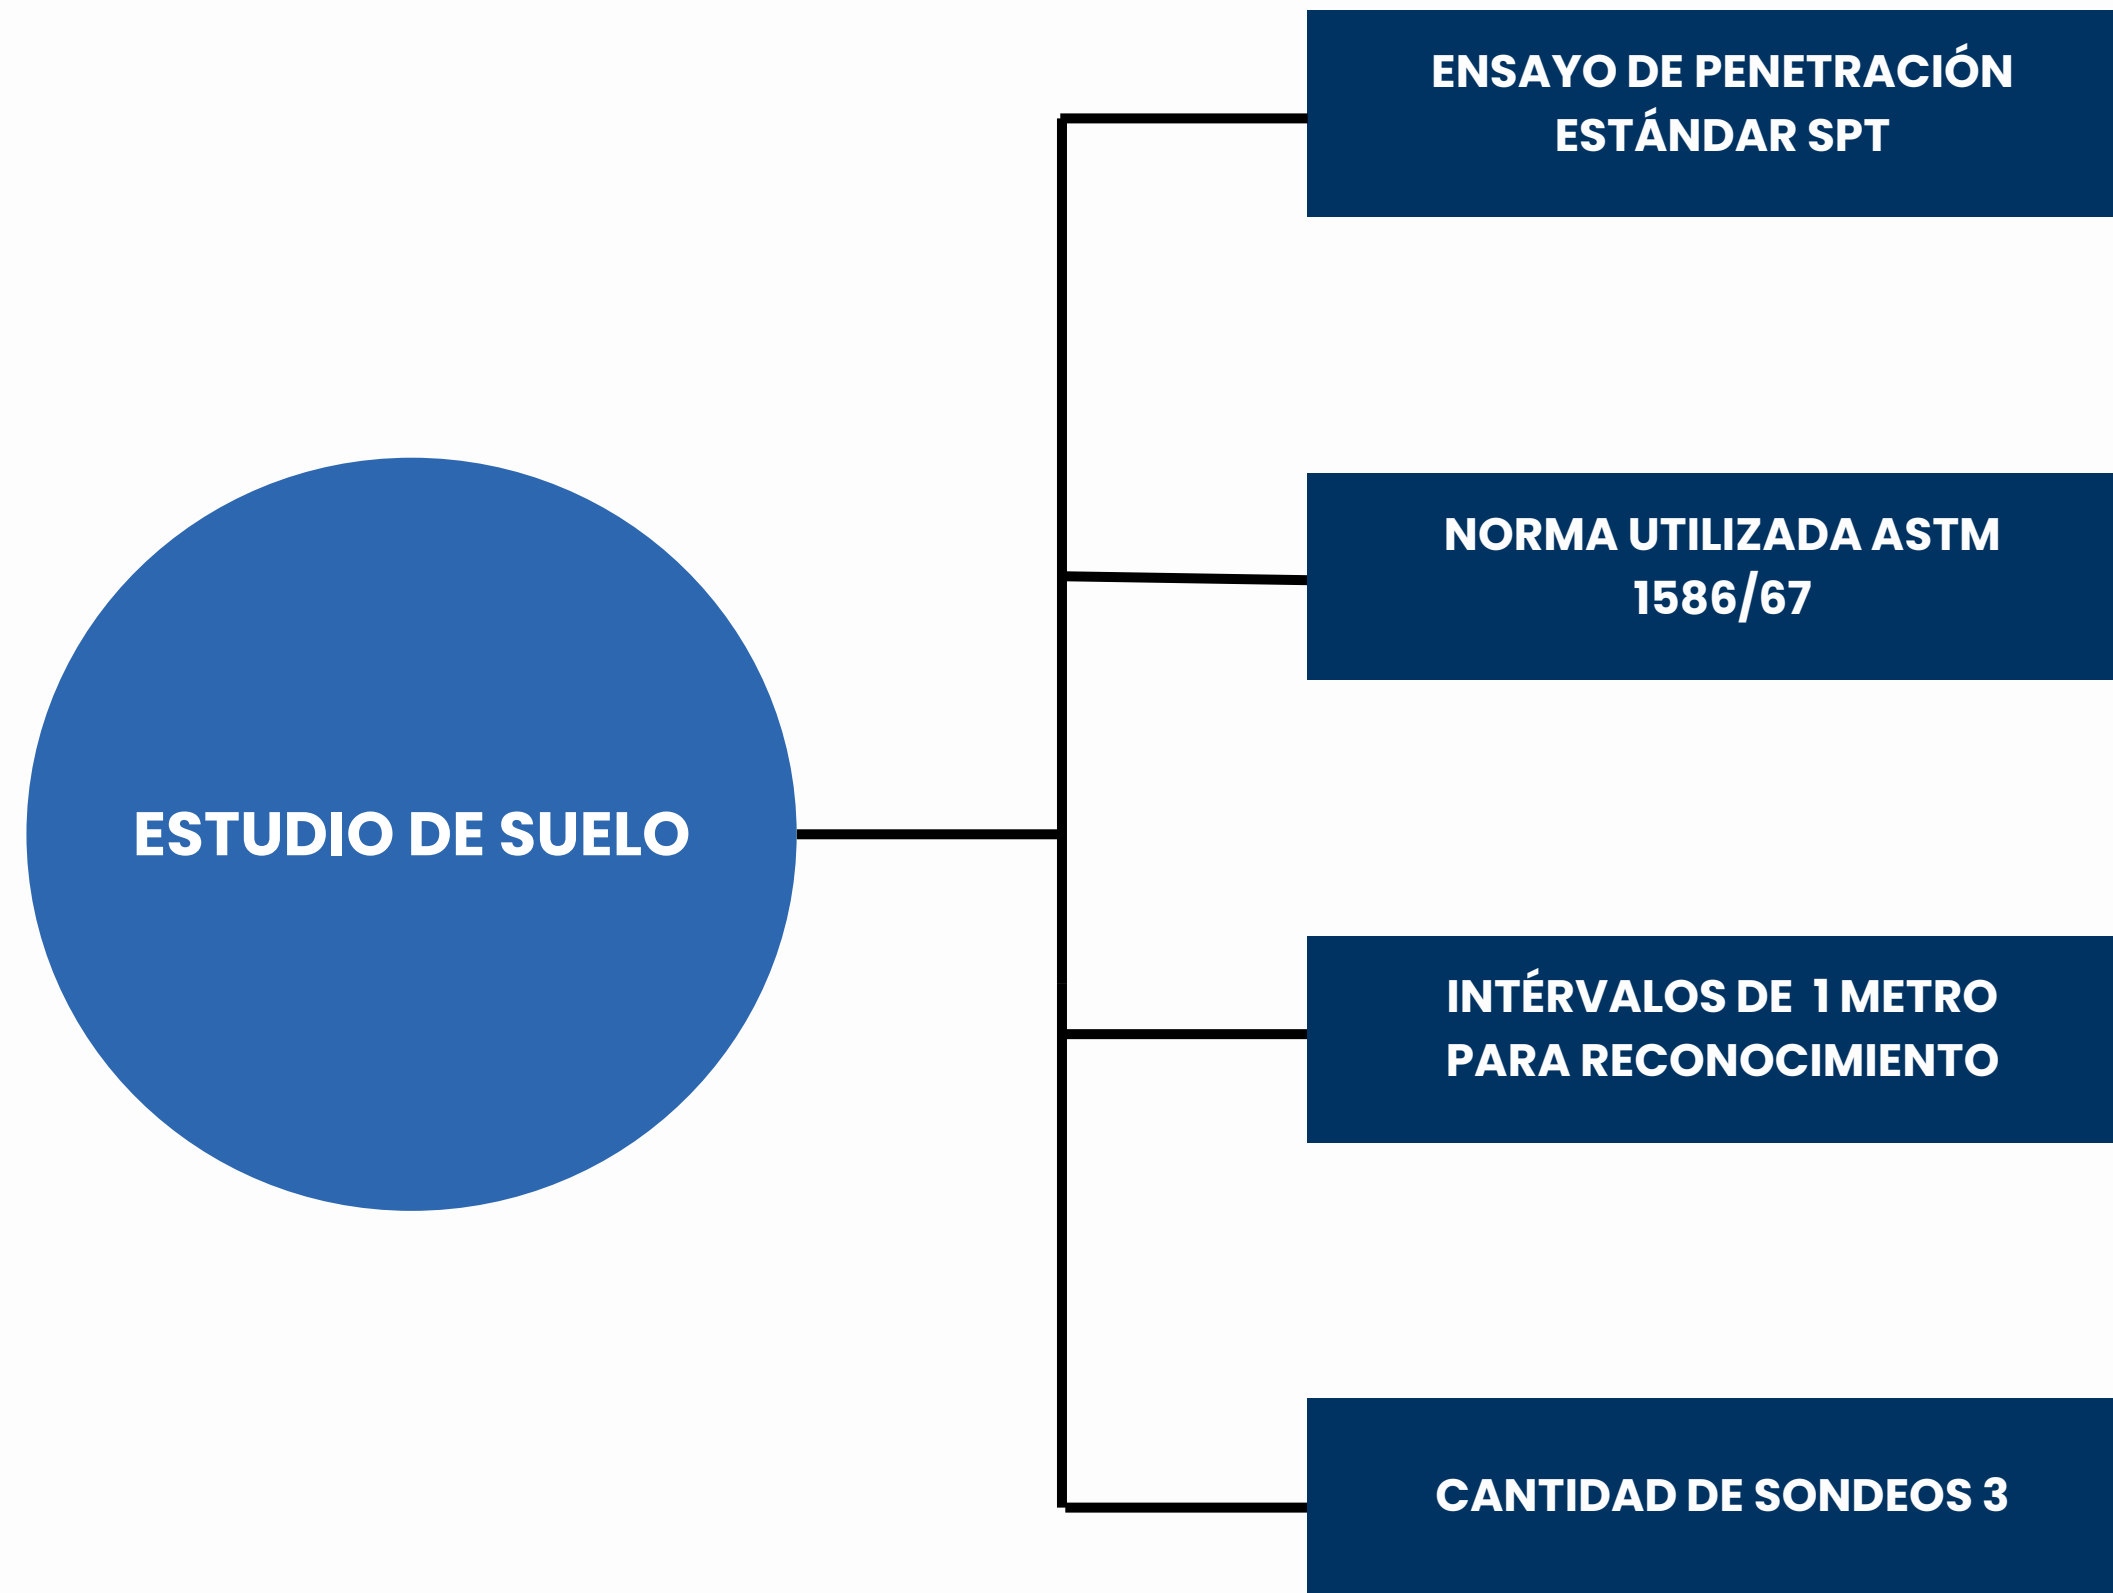 ENSAYO DE PENETRACIÓN
ESTÁNDAR SPT
NORMA UTILIZADA ASTM
1586/67
ESTUDIO DE SUELO
INTÉRVALOS DE  1 METRO
PARA RECONOCIMIENTO
CANTIDAD DE SONDEOS 3